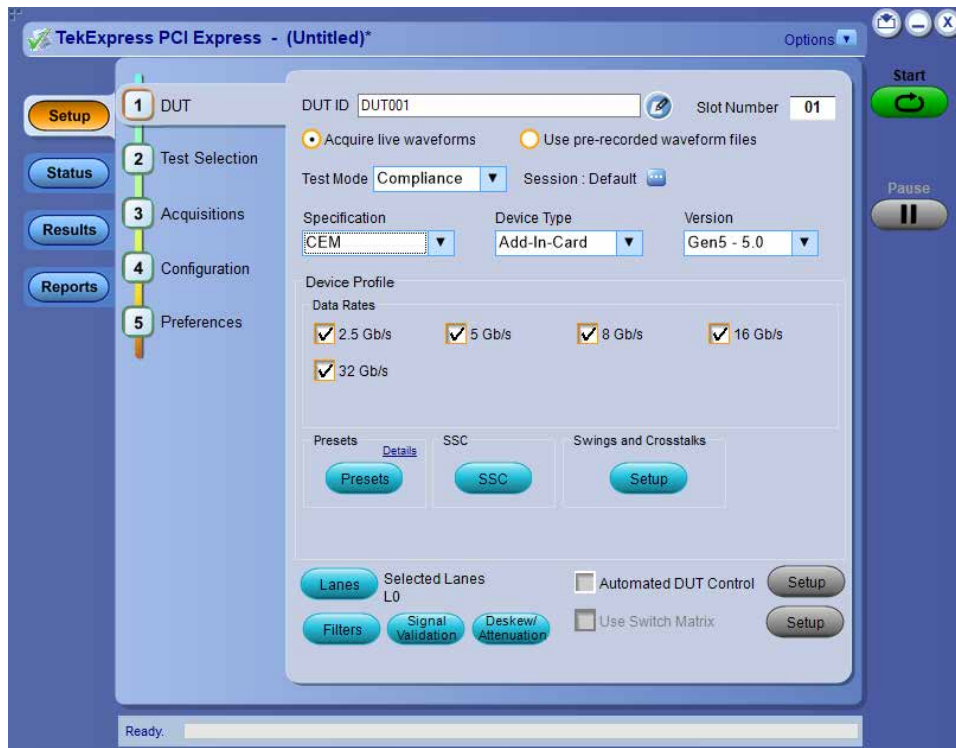 TekExpress PCI Express - (Untitled)*
Options
Start
Pause
Setup
Status
Results
Reports
1 DUT
2 Test Selection
3 Acquisitions
4 Configuration
5 Preferences
DUT ID DUT001
Slot Number 01
Acquire live waveforms
Use pre-recorded waveform files
Test Mode Compliance
Session : Default
Specification
Device Type
Version
CEM
Add-In-Card
Gen5 - 5.0
Device Profile
Data Rates
2.5 Gb/s
5 Gb/s
8 Gb/s
16 Gb/s
32 Gb/s
Presets
Details
Presets
SSC
SSC
Swings and Crosstalks
Setup
Lanes
Selected Lanes
L0
Automated DUT Control
Setup
Filters
Signal
Validation
Deskew/
Attenuation
Use Switch Matrix
Setup
Ready.